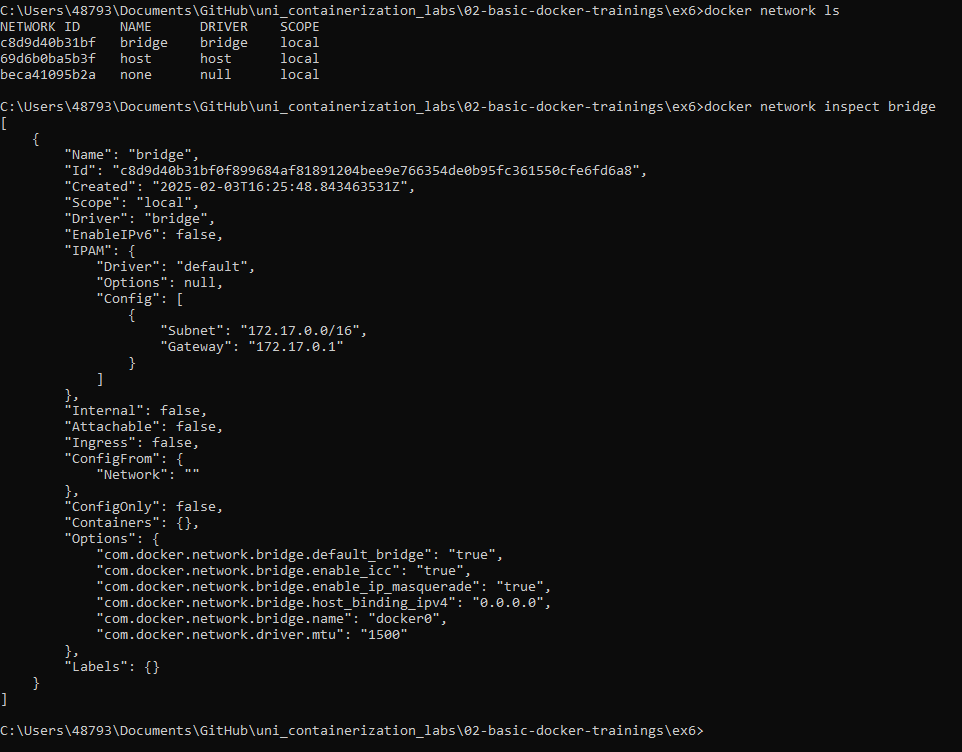 C:\Users\48793\Documents\GitHub\uni_containerization_labs\02-basic-docker-trainings\ex6>docker network ls
NETWORK ID     NAME      DRIVER    SCOPE
c8d9d40b31bf   bridge    bridge    local
69d6b0ba5b3f   host      host      local
beca41095b2a   none      null      local

C:\Users\48793\Documents\GitHub\uni_containerization_labs\02-basic-docker-trainings\ex6>docker network inspect bridge
[
    {
        "Name": "bridge",
        "Id": "c8d9d40b31bf0f899684af81891204bee9e766354de0b95fc361550cfe6fd6a8",
        "Created": "2025-02-03T16:25:48.843463531Z",
        "Scope": "local",
        "Driver": "bridge",
        "EnableIPv6": false,
        "IPAM": {
            "Driver": "default",
            "Options": null,
            "Config": [
                {
                    "Subnet": "172.17.0.0/16",
                    "Gateway": "172.17.0.1"
                }
            ]
        },
        "Internal": false,
        "Attachable": false,
        "Ingress": false,
        "ConfigFrom": {
            "Network": ""
        },
        "ConfigOnly": false,
        "Containers": {},
        "Options": {
            "com.docker.network.bridge.default_bridge": "true",
            "com.docker.network.bridge.enable_icc": "true",
            "com.docker.network.bridge.enable_ip_masquerade": "true",
            "com.docker.network.bridge.host_binding_ipv4": "0.0.0.0",
            "com.docker.network.bridge.name": "docker0",
            "com.docker.network.driver.mtu": "1500"
        },
        "Labels": {}
    }
]

C:\Users\48793\Documents\GitHub\uni_containerization_labs\02-basic-docker-trainings\ex6>